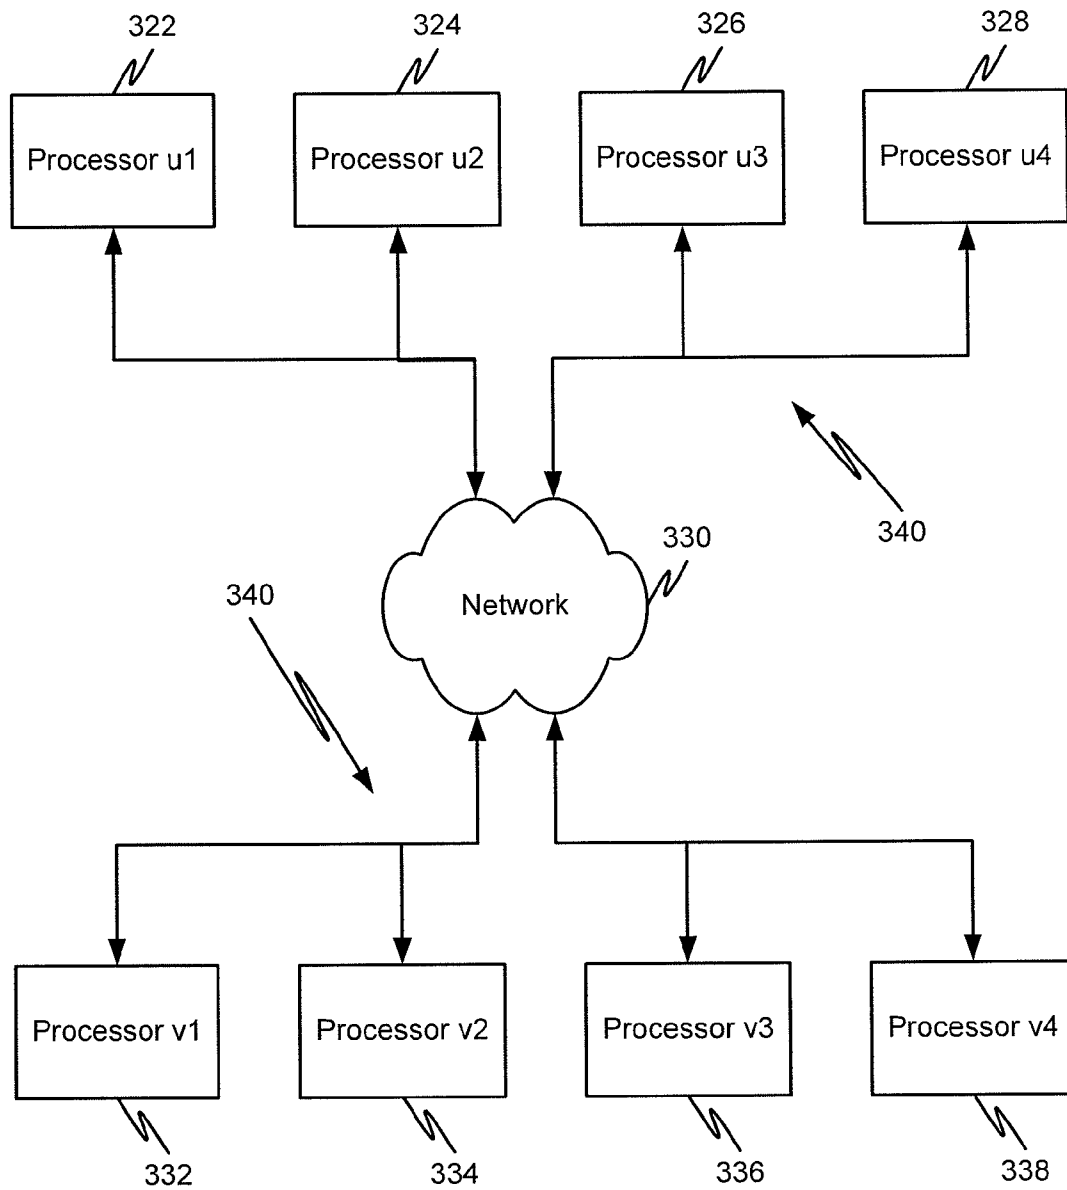 322
324
326
328
Processor u1
Processor u2
Processor u3
Processor u4
340
330
340
Network
Processor v1
Processor v2
Processor v3
Processor v4
332
334
336
338